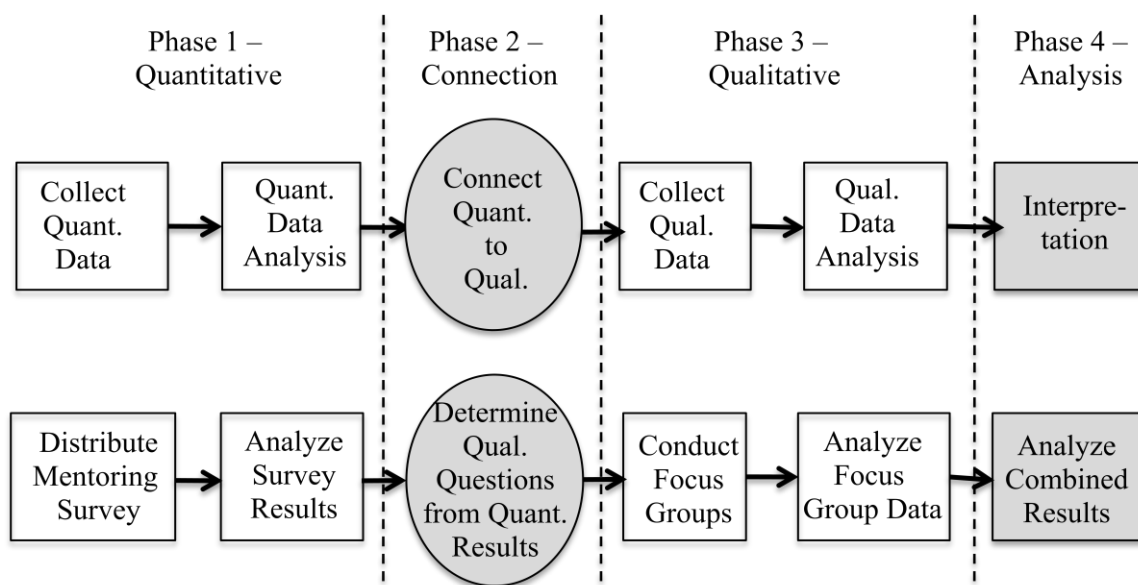 Phase 1 –
Quantitative
Phase 2 –
Connection
Phase 3 –
Qualitative
Phase 4 –
Analysis
Collect
Quant.
Data
Quant.
Data
Analysis
Connect
Quant.
to
Qual.
Collect
Qual.
Data
Qual.
Data
Analysis
Interpre-
tation
Distribute
Mentoring
Survey
Analyze
Survey
Results
Determine
Qual.
Questions
from Quant.
Results
Conduct
Focus
Groups
Analyze
Focus
Group Data
Analyze
Combined
Results